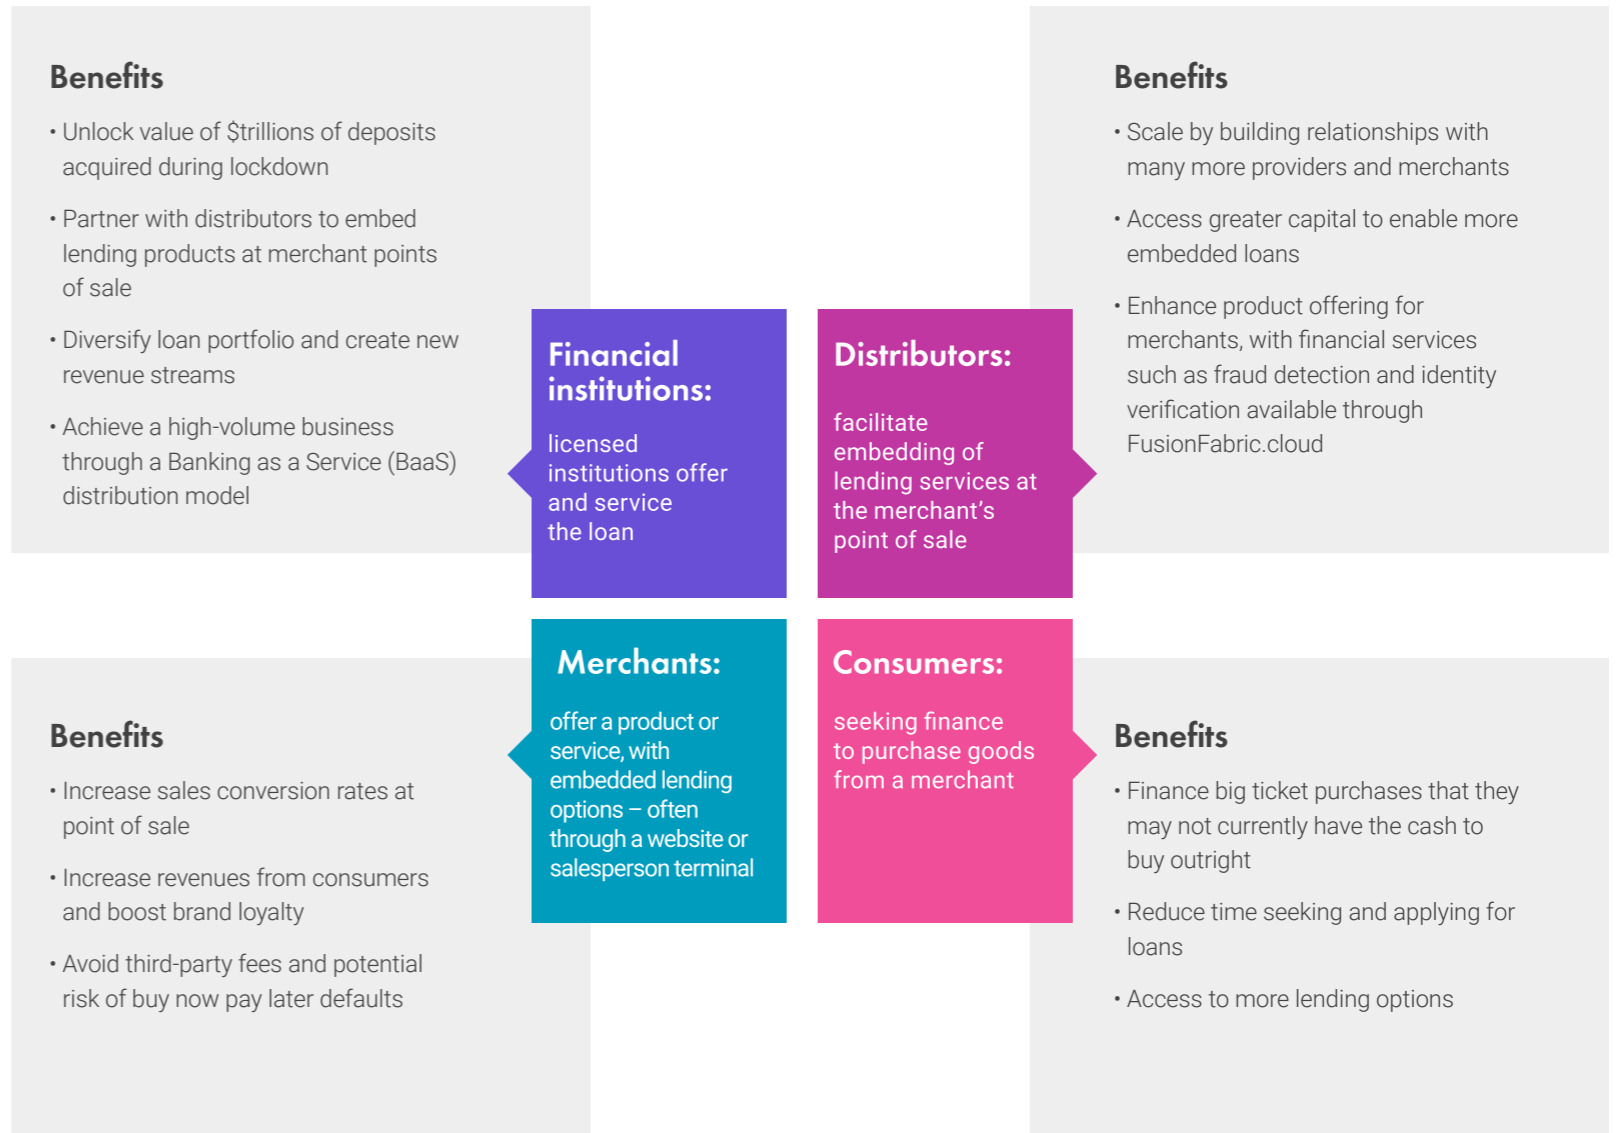 Benefits
• Unlock value of $trillions of deposits
acquired during lockdown
• Partner with distributors to embed
lending products at merchant points
of sale
• Diversify loan portfolio and create new
revenue streams
• Achieve a high-volume business
through a Banking as a Service (BaaS)
distribution model
Financial
institutions:
licensed
institutions offer
and service
the loan
Distributors:
facilitate
embedding of
lending services at
the merchant’s
point of sale
Benefits
• Scale by building relationships with
many more providers and merchants
• Access greater capital to enable more
embedded loans
• Enhance product offering for
merchants, with financial services
such as fraud detection and identity
verification available through
FusionFabric.cloud
Benefits
• Increase sales conversion rates at
point of sale
• Increase revenues from consumers
and boost brand loyalty
• Avoid third-party fees and potential
risk of buy now pay later defaults
Merchants:
offer a product or
service, with
embedded lending
options – often
through a website or
salesperson terminal
Consumers:
seeking finance
to purchase goods
from a merchant
Benefits
• Finance big ticket purchases that they
may not currently have the cash to
buy outright
• Reduce time seeking and applying for
loans
• Access to more lending options